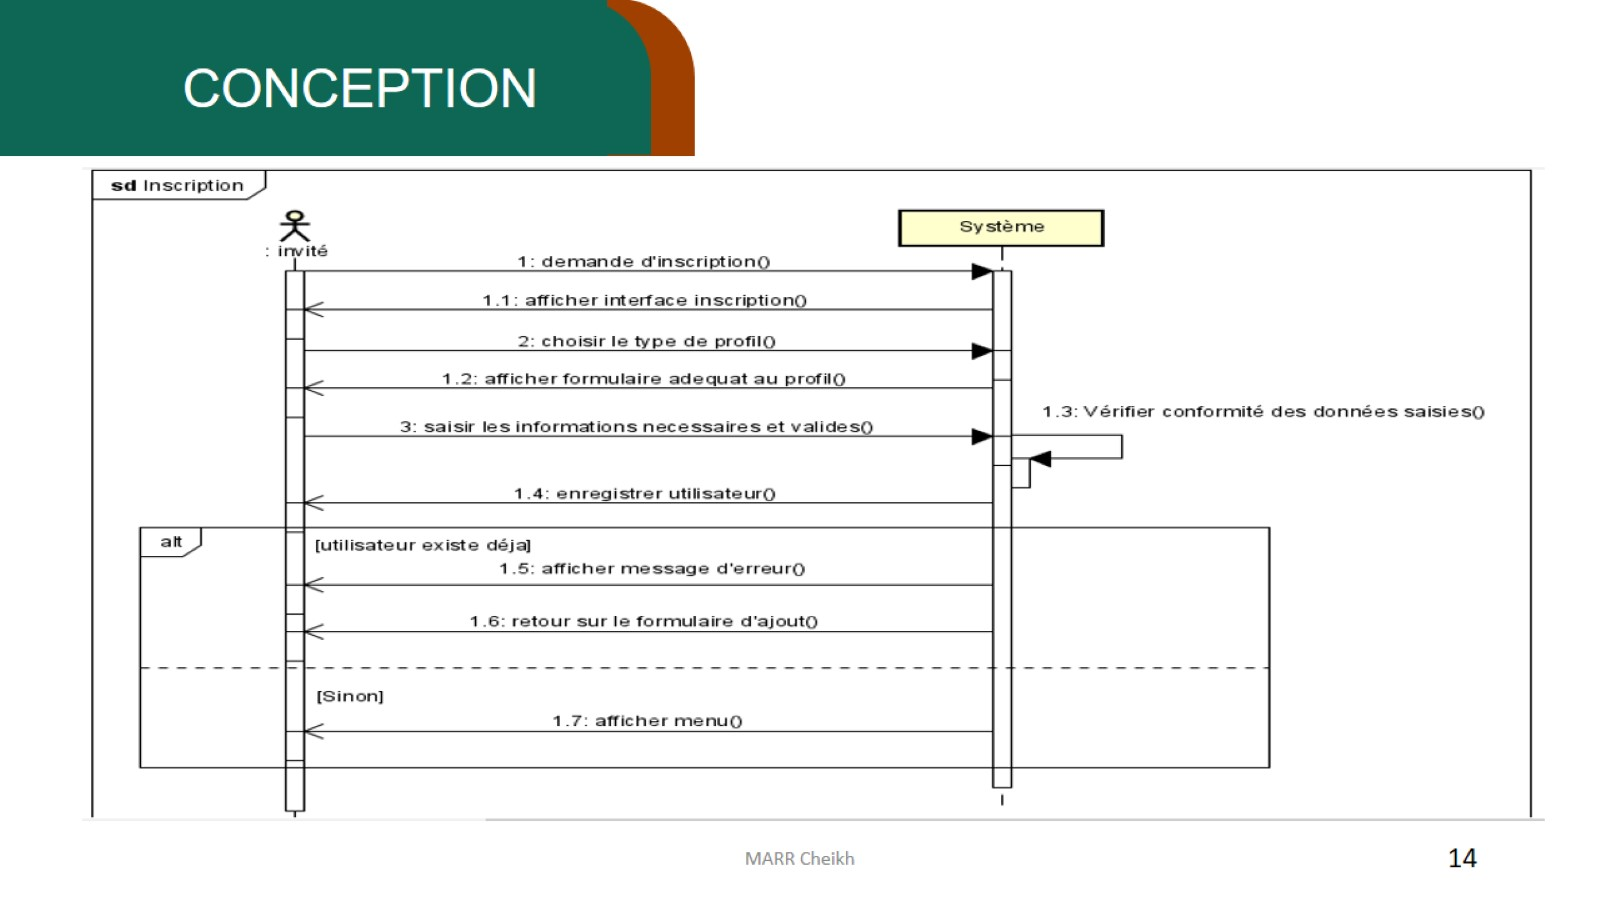 CONCEPTION
sd Inscription
: invité
Système
1: demande d'inscription()
1.1: afficher interface inscription()
2: choisir le type de profil()
1.2: afficher formulaire adequat au profil()
1.3: Vérifier conformité des données saisies()
3: saisir les informations necessaires et valides()
1.4: enregistrer utilisateur()
alt
[utilisateur existe déja]
1.5: afficher message d'erreur()
1.6: retour sur le formulaire d'ajout()
[Sinon]
1.7: afficher menu()
MARR Cheikh
14